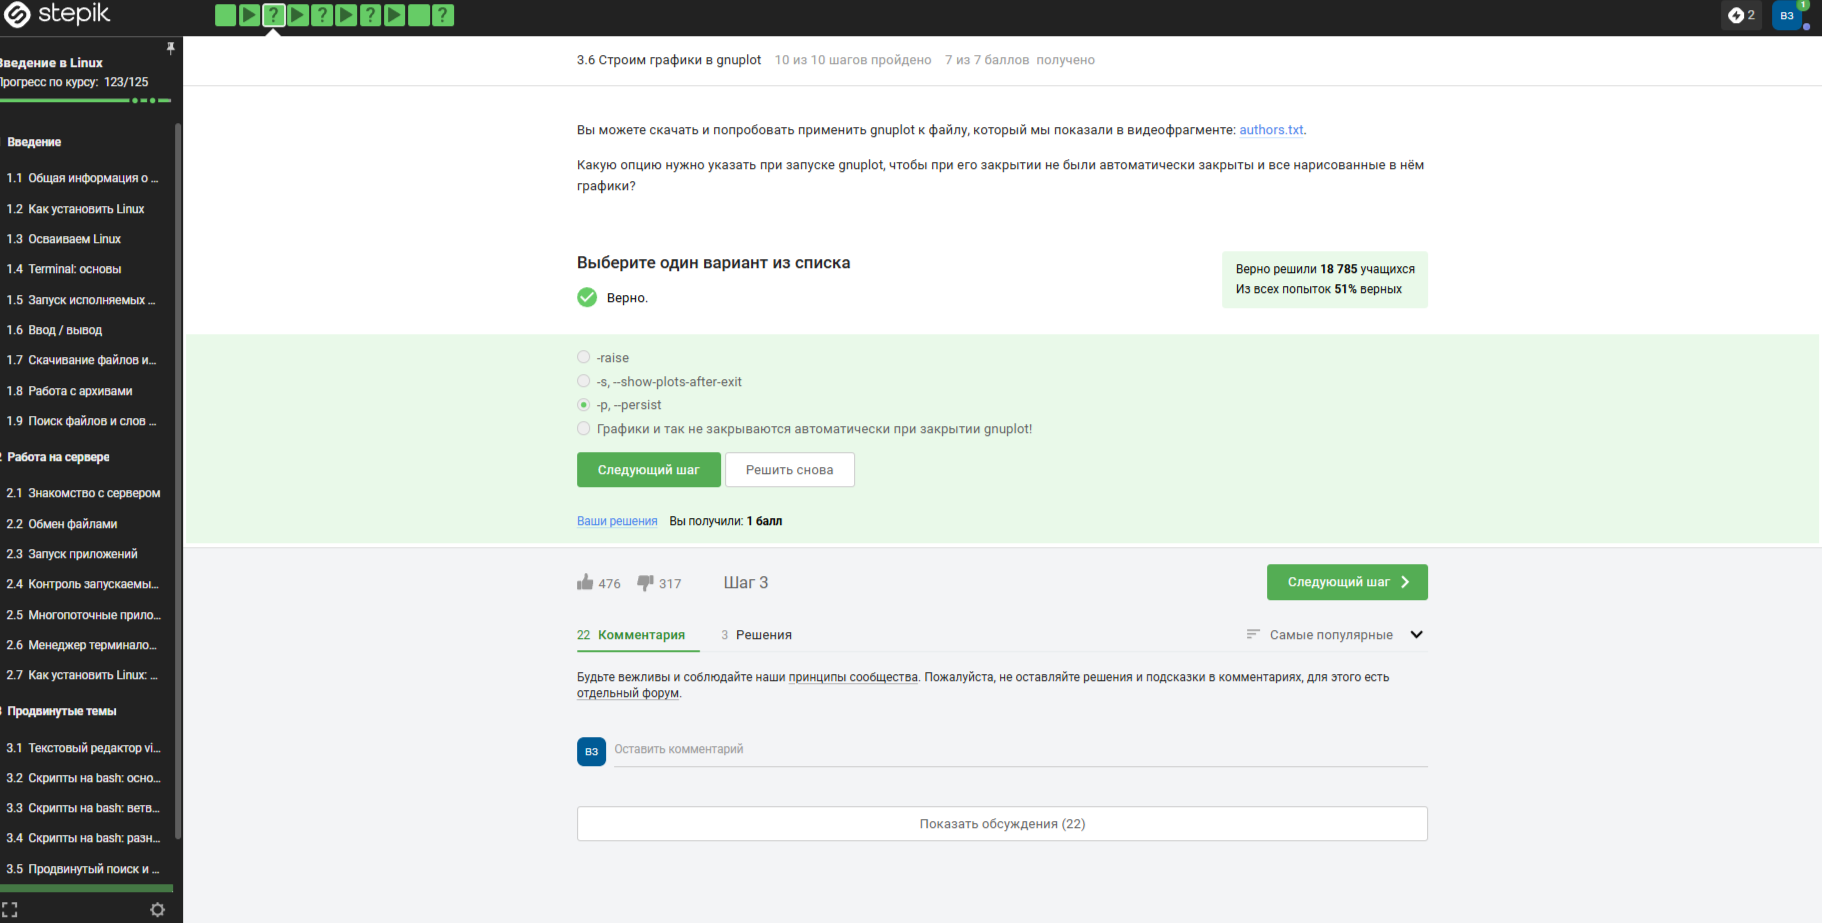 stepik
2
ВЗ
1
Введение в Linux
Прогресс по курсу: 123/125
Введение
1.1 Общая информация о ...
1.2 Как установить Linux
1.3 Осваиваем Linux
1.4 Terminal: основы
1.5 Запуск исполняемых ...
1.6 Ввод / вывод
1.7 Скачивание файлов и...
1.8 Работа с архивами
1.9 Поиск файлов и слов ...
2 Работа на сервере
2.1 Знакомство с сервером
2.2 Обмен файлами
2.3 Запуск приложений
2.4 Контроль запускаемы...
2.5 Многопоточные прило...
2.6 Менеджер терминало...
2.7 Как установить Linux: ...
3 Продвинутые темы
3.1 Текстовый редактор vi...
3.2 Скрипты на bash: осно...
3.3 Скрипты на bash: ветв...
3.4 Скрипты на bash: разн...
3.5 Продвинутый поиск и ...
3.6 Строим графики в gnuplot 10 из 10 шагов пройдено 7 из 7 баллов получено
Вы можете скачать и попробовать применить gnuplot к файлу, который мы показали в видеофрагменте: authors.txt.
Какую опцию нужно указать при запуске gnuplot, чтобы при его закрытии не были автоматически закрыты и все нарисованные в нём
графики?
Выберите один вариант из списка
Верно.
Верно решили 18 785 учащихся
Из всех попыток 51% верных
-raise
-s, --show-plots-after-exit
-p, --persist
Графики и так не закрываются автоматически при закрытии gnuplot!
Следующий шаг Решить снова
Ваши решения Вы получили: 1 балл
476 317 Шаг 3 Следующий шаг
22 Комментария 3 Решения Самые популярные
Будьте вежливы и соблюдайте наши принципы сообщества. Пожалуйста, не оставляйте решения и подсказки в комментариях, для этого есть
отдельный форум.
ВЗ Оставить комментарий
Показать обсуждения (22)